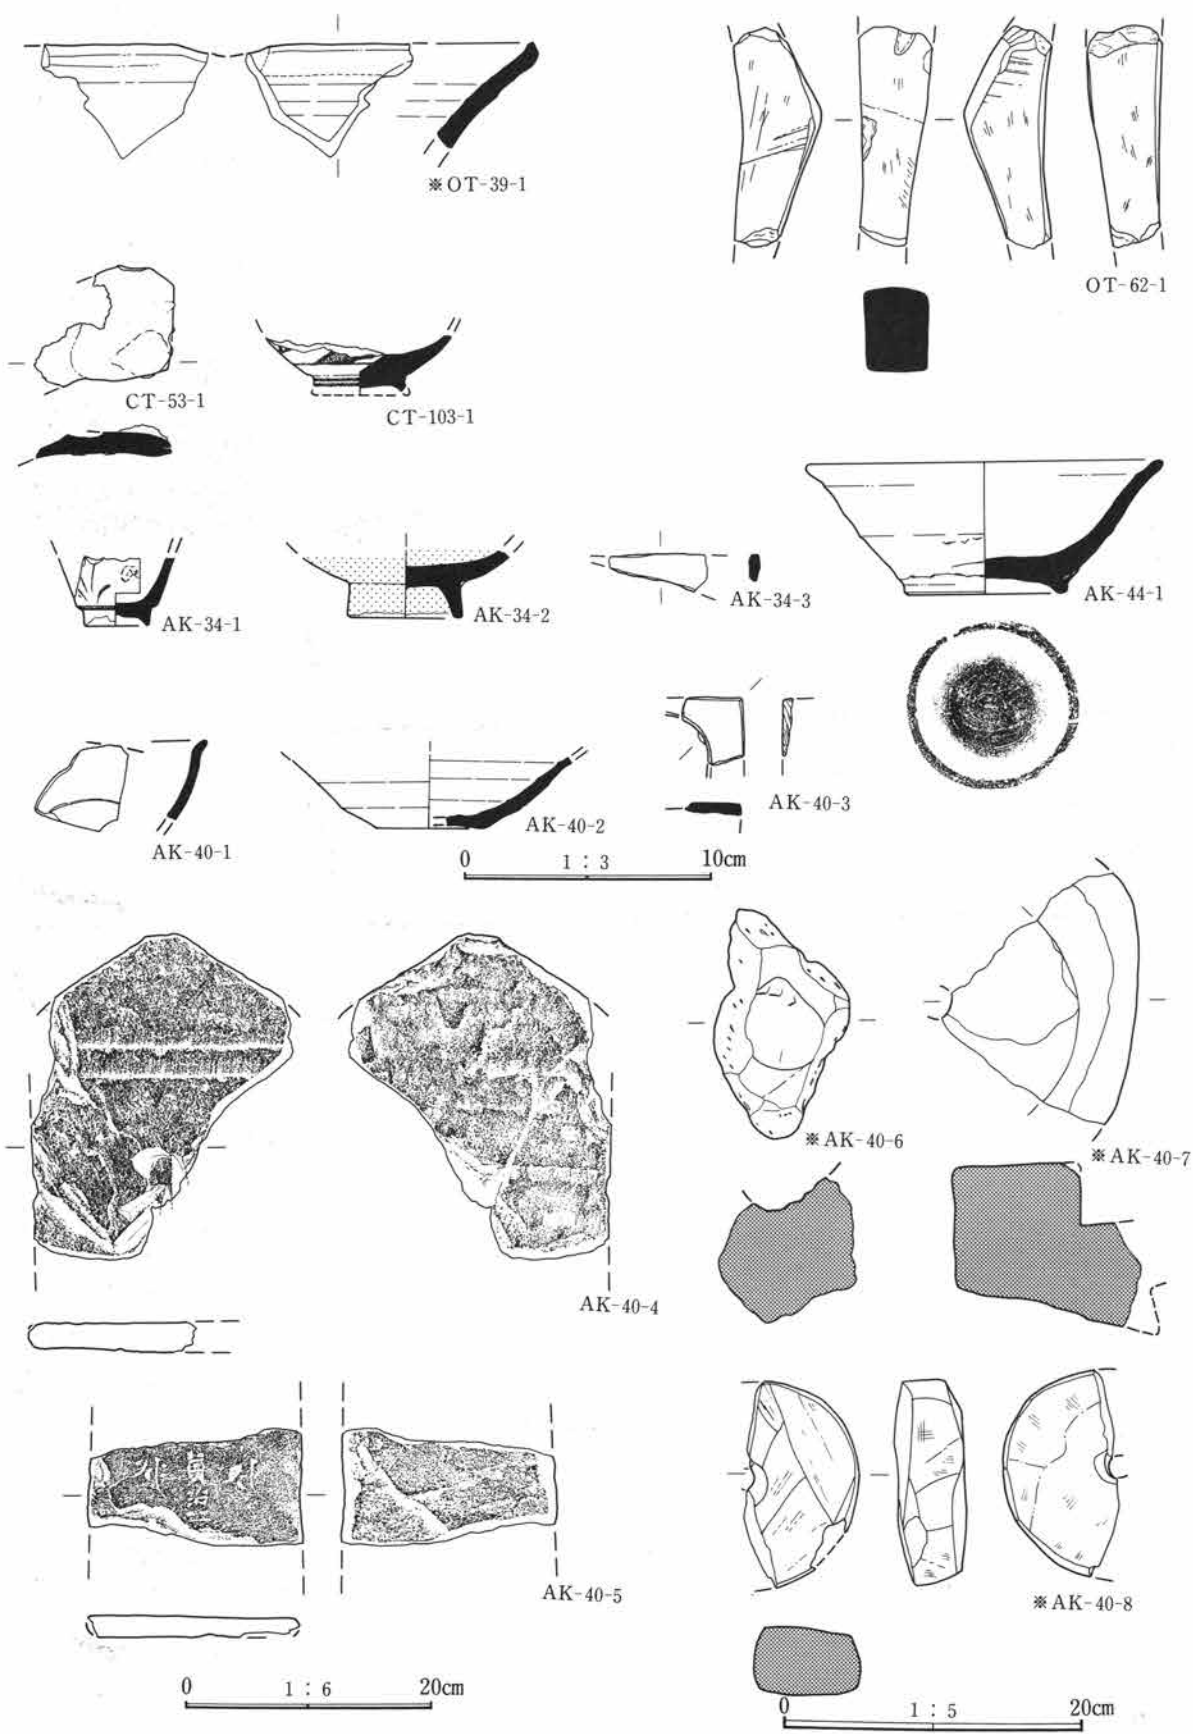 ※OT-39-1
OT-62-1
CT-53-1
CT-103-1
AK-34-1
AK-34-2
AK-34-3
AK-44-1
AK-40-1
AK-40-2
AK-40-3
0 1 : 3 10cm
※AK-40-6
※AK-40-7
AK-40-4
貞治
AK-40-5
※AK-40-8
0 1 : 6 20cm
0 1 : 5 20cm